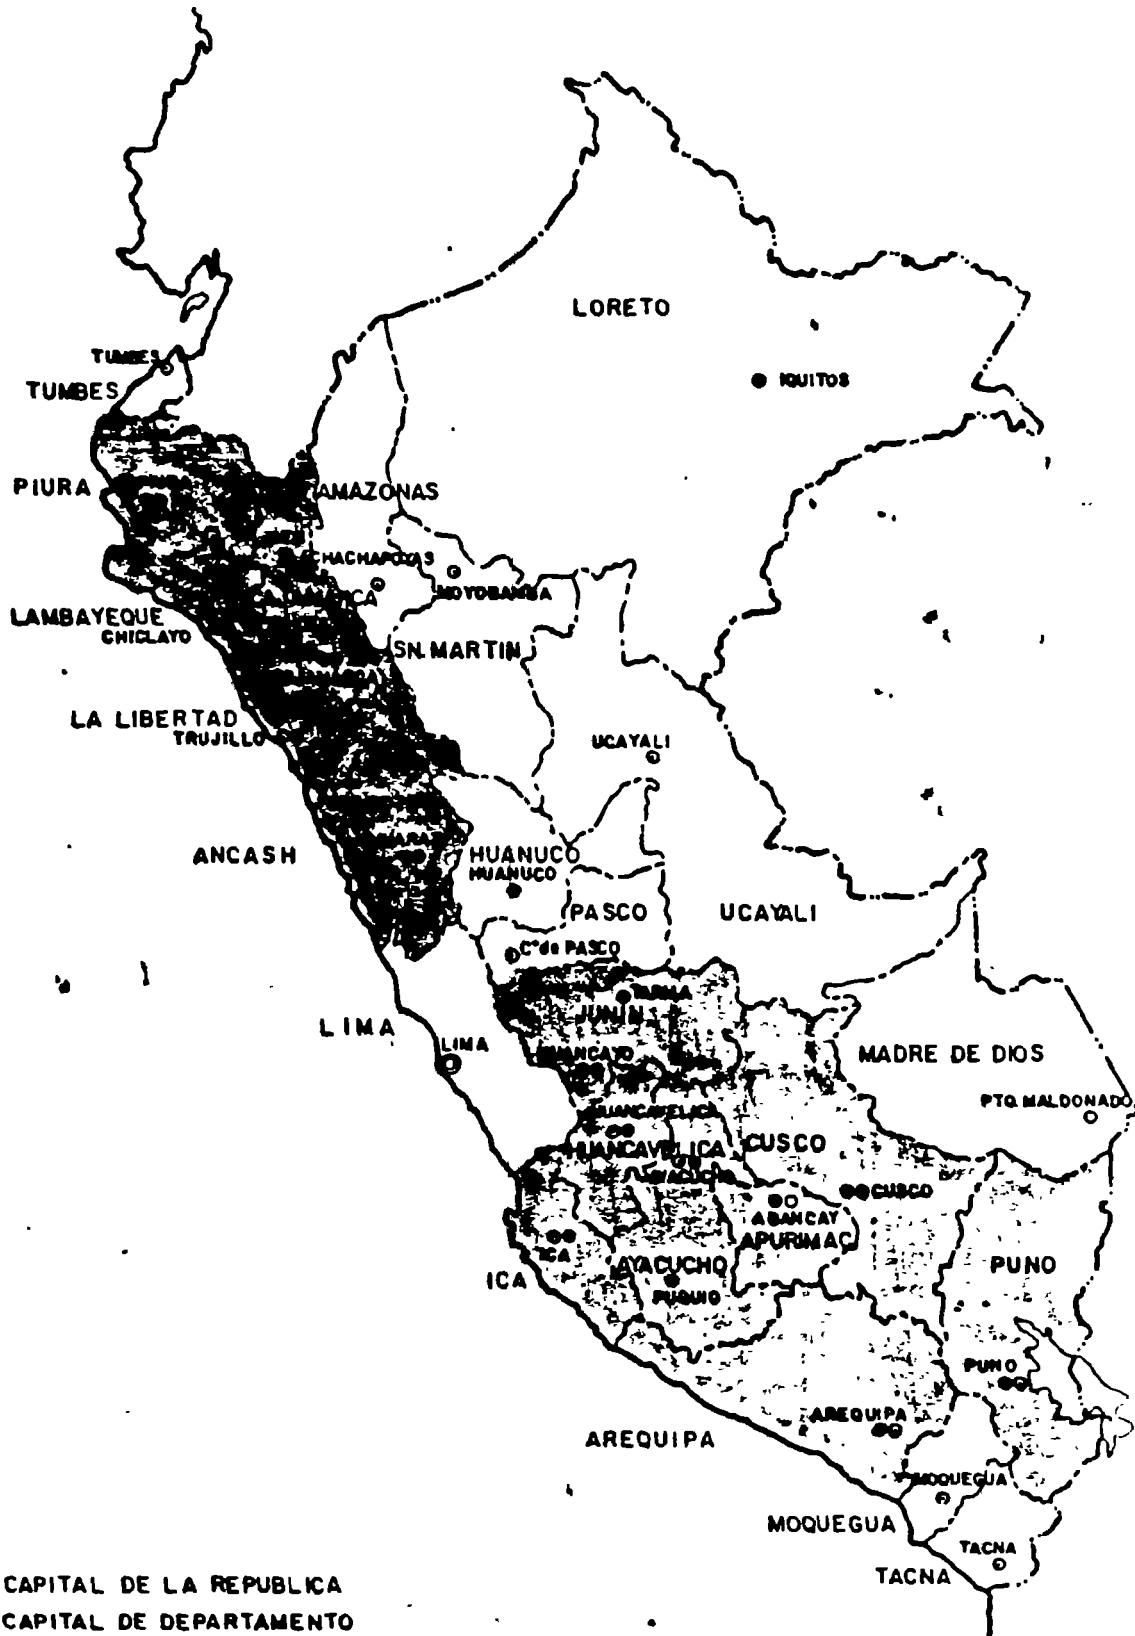 LORETO
TUMBES
IQUITOS
TUMBES
PIURA
AMAZONAS
CHACHAPOYAS
MOYOBAMBA
LAMBAYEQUE
CHICLAYO
SN. MARTIN
LA LIBERTAD
TRUJILLO
UCAYALI
ANCASH
HUANUCO
HUANUCO
PASCO
UCAYALI
C° de PASCO
TARMA
JUNIN
LIMA
LIMA
HUANCAYO
MADRE DE DIOS
PTO. MALDONADO
HUANCAVELICA
CUSCO
HUANCAVELICA
AYACUCHO
CUSCO
ABANCAY
APURIMAC
ICA
AYACUCHO
PUNO
ICA
PUQUIO
PUNO
AREQUIPA
AREQUIPA
MOQUEGUA
MOQUEGUA
TACNA
TACNA
CAPITAL DE LA REPUBLICA
CAPITAL DE DEPARTAMENTO